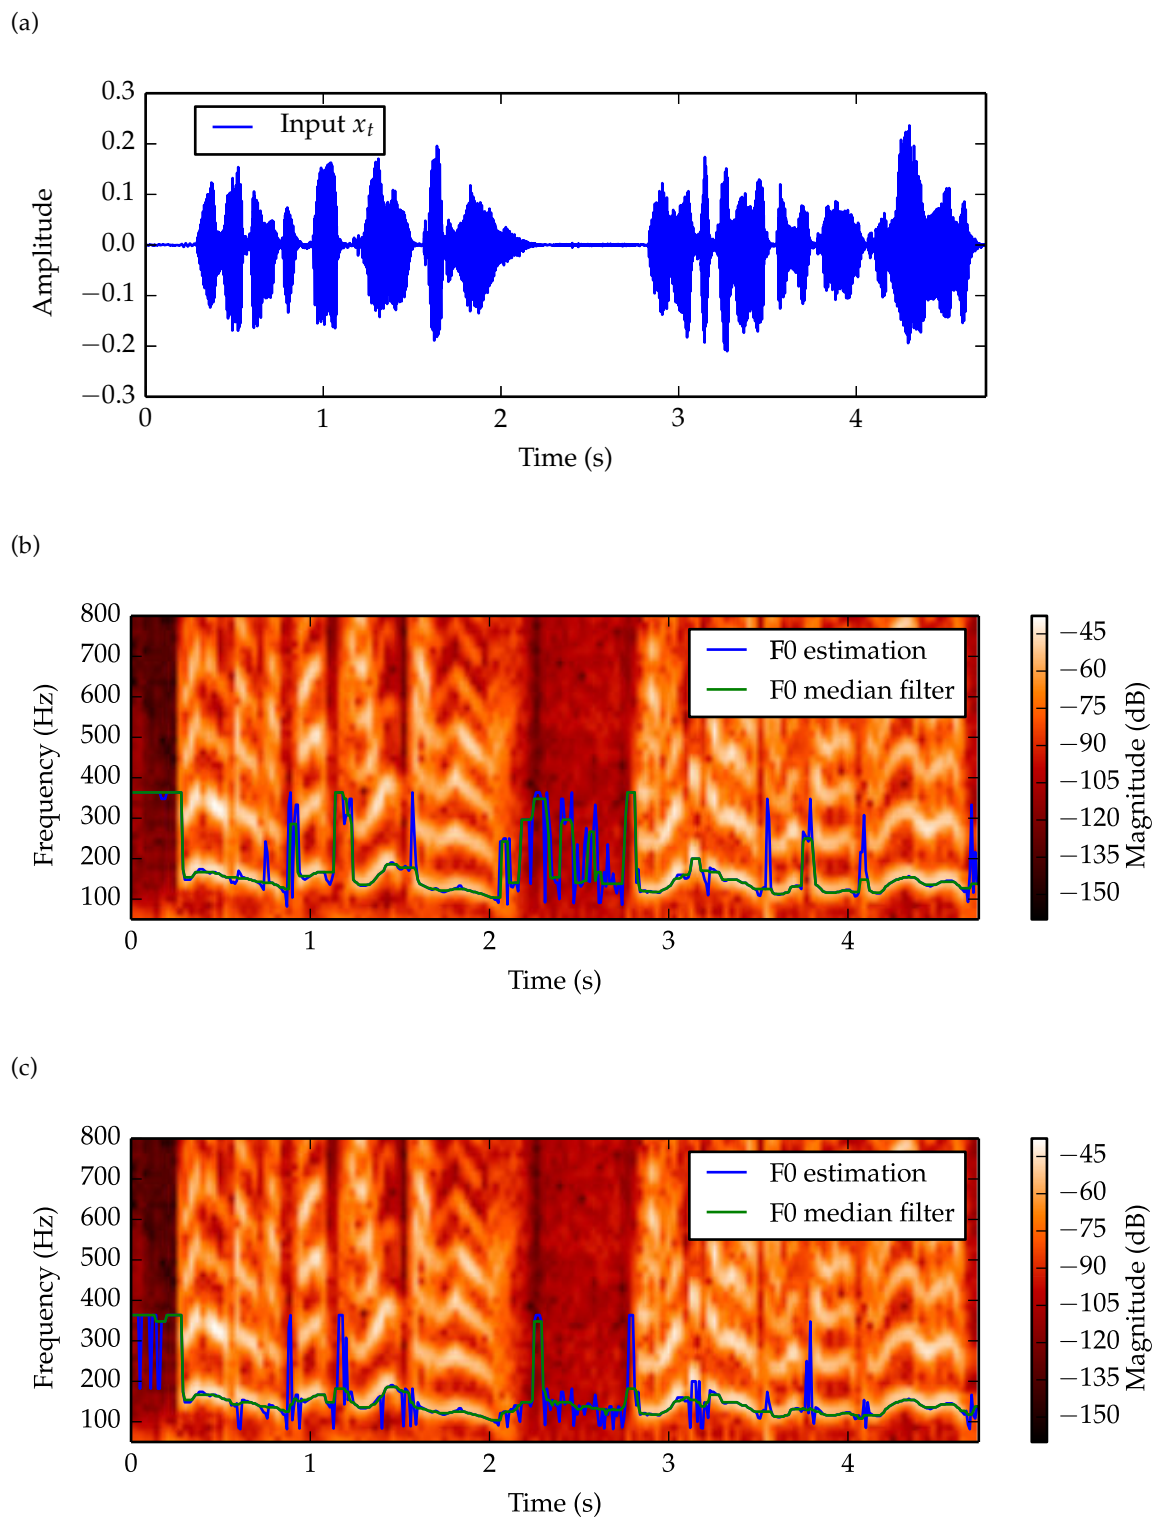 (a)
0.3
0.2
0.1
0.0
−0.1
−0.2
−0.3
Amplitude
Input xₜ
0 1 2 3 4
Time (s)
(b)
800
700
600
500
400
300
200
100
Frequency (Hz)
F0 estimation
F0 median filter
0 1 2 3 4
Time (s)
−45
−60
−75
−90
−105
−120
−135
−150
Magnitude (dB)
(c)
800
700
600
500
400
300
200
100
Frequency (Hz)
F0 estimation
F0 median filter
0 1 2 3 4
Time (s)
−45
−60
−75
−90
−105
−120
−135
−150
Magnitude (dB)